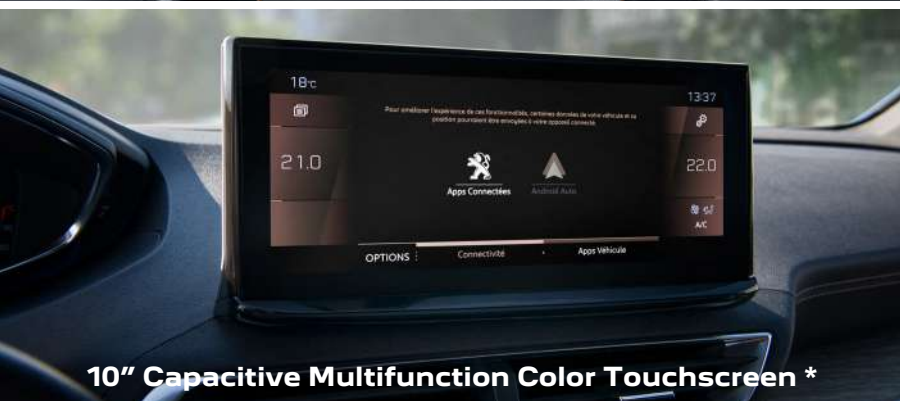 18°C
13:37
Pour améliorer l'expérience de ces fonctionnalités, certaines données de votre véhicule et sa
position pourraient être envoyées à votre appareil connecté.
21.0
22.0
Apps Connectées
Android Auto
A/C
OPTIONS
Connectivité
Apps Véhicule
10” Capacitive Multifunction Color Touchscreen *